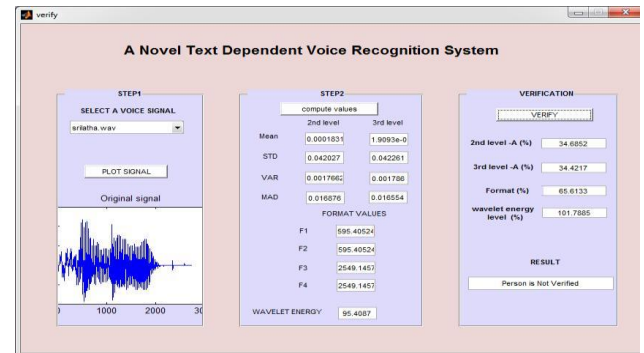 verify
A Novel Text Dependent Voice Recognition System
STEP1
SELECT A VOICE SIGNAL
srilatha.wav
PLOT SIGNAL
Original signal
1000 2000 30
STEP2
compute values
2nd level 3rd level
Mean 0.0001831 1.9093e-0
STD 0.042027 0.042261
VAR 0.0017662 0.001786
MAD 0.016876 0.016554
FORMAT VALUES
F1 595.40524
F2 595.40524
F3 2549.1457
F4 2549.1457
WAVELET ENERGY 95.4087
VERIFICATION
VERIFY
2nd level -A (%) 34.6852
3rd level -A (%) 34.4217
Format (%) 65.6133
wavelet energy
level (%) 101.7885
RESULT
Person is Not Verified